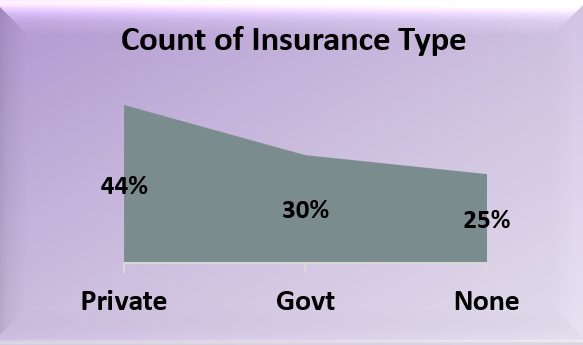 Count of Insurance Type
44%
30%
25%
Private Govt None